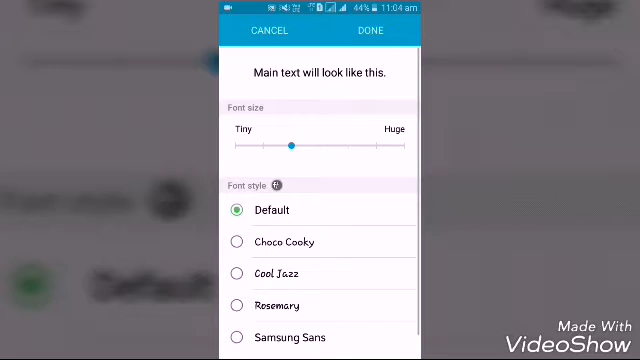 44% 11:04 am
CANCEL DONE
Main text will look like this.
Font size
Tiny Huge
Font style
Default
Choco Cooky
Cool Jazz
Rosemary
Samsung Sans
Made With
VideoShow